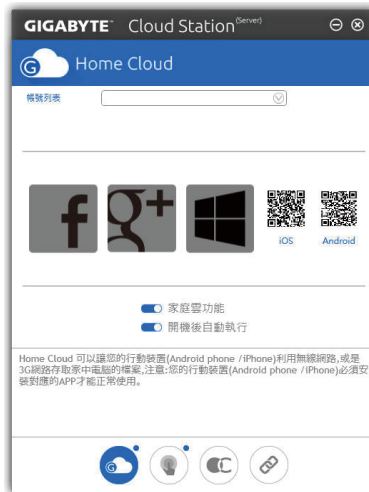 GIGABYTE™ Cloud Station(Server)
G Home Cloud
帳號列表
f g+
iOS Android
家庭雲功能
開機後自動執行
Home Cloud 可以讓您的行動裝置(Android phone /iPhone)利用無線網路,或是
3G網路存取家中電腦的檔案,注意:您的行動裝置(Android phone /iPhone)必須安
裝對應的APP才能正常使用。
G